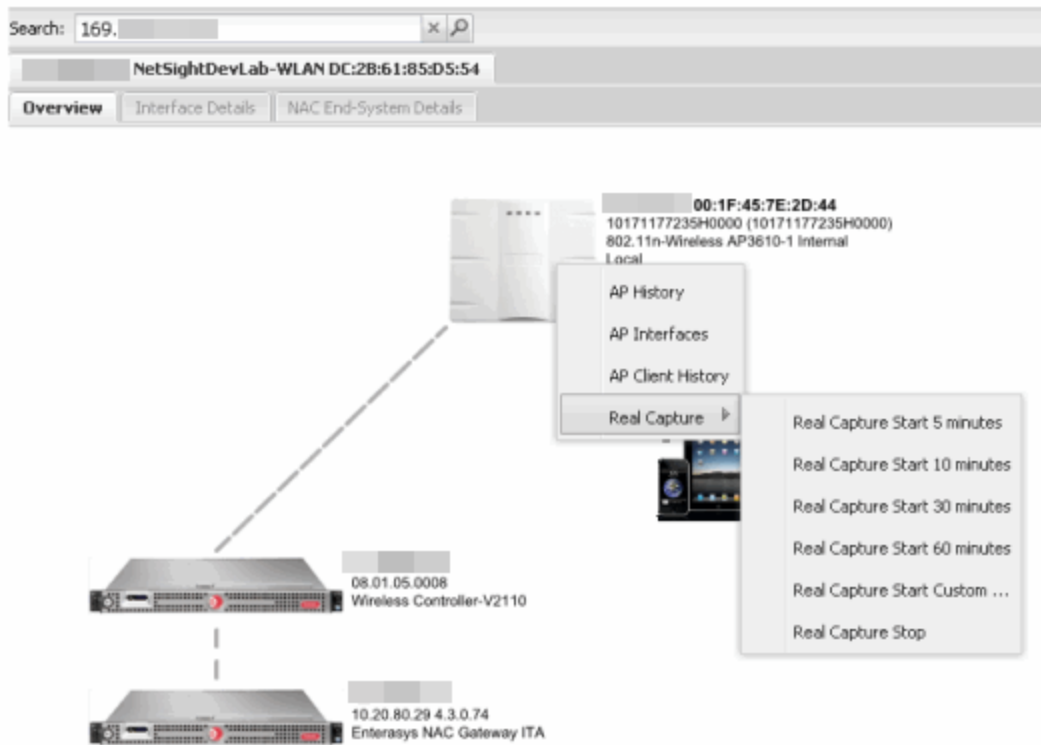 Search: 169.
NetSightDevLab-WLAN DC:2B:61:85:D5:54
Overview Interface Details NAC End-System Details
00:1F:45:7E:2D:44
10171177235H0000 (10171177235H0000)
802.11n-Wireless AP3610-1 Internal
Local
AP History
AP Interfaces
AP Client History
Real Capture
Real Capture Start 5 minutes
Real Capture Start 10 minutes
Real Capture Start 30 minutes
Real Capture Start 60 minutes
Real Capture Start Custom ...
Real Capture Stop
08.01.05.0008
Wireless Controller-V2110
10.20.80.29 4.3.0.74
Enterasys NAC Gateway ITA